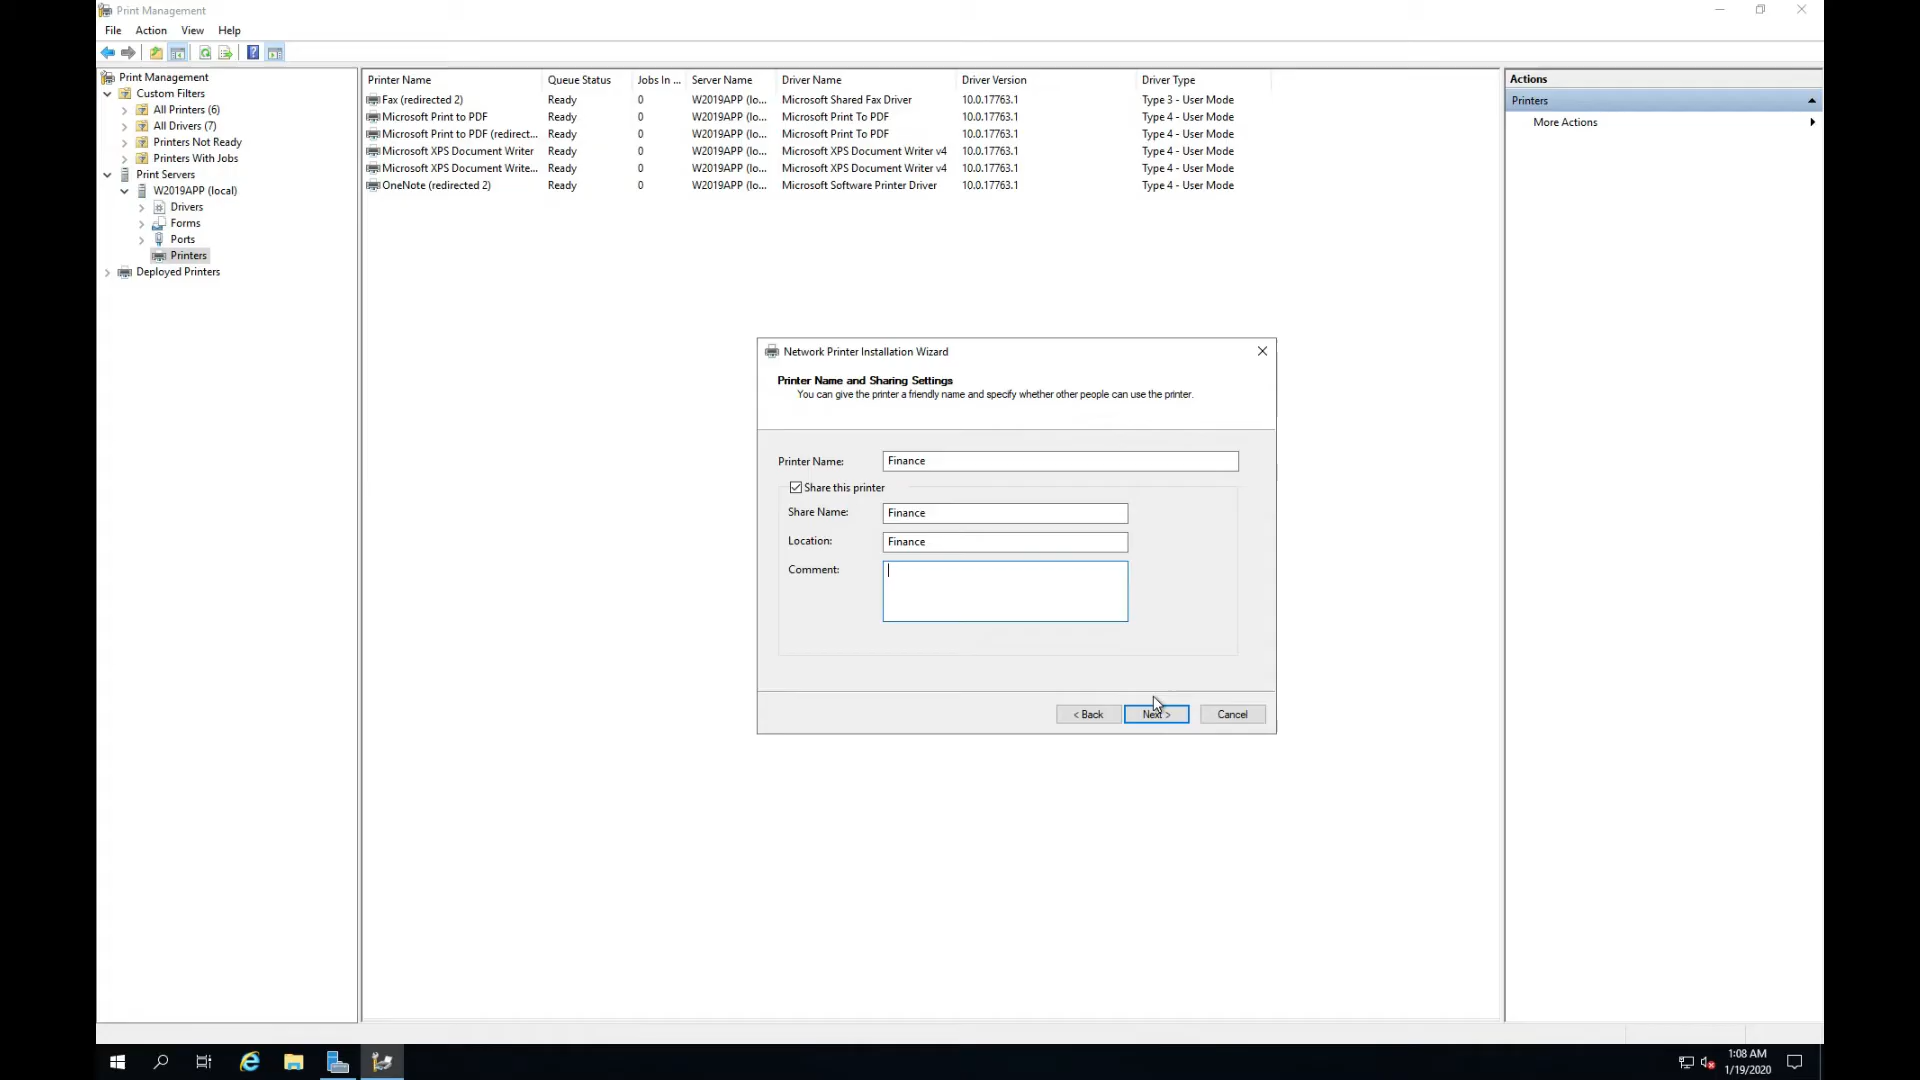 Print Management
File Action View Help
Print Management
Custom Filters
All Printers (6)
All Drivers (7)
Printers Not Ready
Printers With Jobs
Print Servers
W2019APP (local)
Drivers
Forms
Ports
Printers
Deployed Printers
Printer Name Queue Status Jobs In ... Server Name Driver Name Driver Version Driver Type
Fax (redirected 2) Ready 0 W2019APP (lo... Microsoft Shared Fax Driver 10.0.17763.1 Type 3 - User Mode
Microsoft Print to PDF Ready 0 W2019APP (lo... Microsoft Print To PDF 10.0.17763.1 Type 4 - User Mode
Microsoft Print to PDF (redirect... Ready 0 W2019APP (lo... Microsoft Print To PDF 10.0.17763.1 Type 4 - User Mode
Microsoft XPS Document Writer Ready 0 W2019APP (lo... Microsoft XPS Document Writer v4 10.0.17763.1 Type 4 - User Mode
Microsoft XPS Document Write... Ready 0 W2019APP (lo... Microsoft XPS Document Writer v4 10.0.17763.1 Type 4 - User Mode
OneNote (redirected 2) Ready 0 W2019APP (lo... Microsoft Software Printer Driver 10.0.17763.1 Type 4 - User Mode
Actions
Printers
More Actions
Network Printer Installation Wizard
Printer Name and Sharing Settings
You can give the printer a friendly name and specify whether other people can use the printer.
Printer Name: Finance
Share this printer
Share Name: Finance
Location: Finance
Comment:
< Back Next > Cancel
1:08 AM
1/19/2020